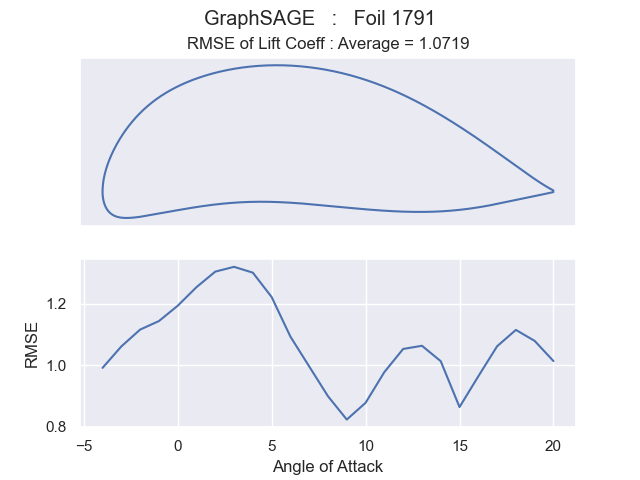 GraphSAGE : Foil 1791
RMSE of Lift Coeff : Average = 1.0719
1.2
1.0
0.8
RMSE
−5 0 5 10 15 20
Angle of Attack